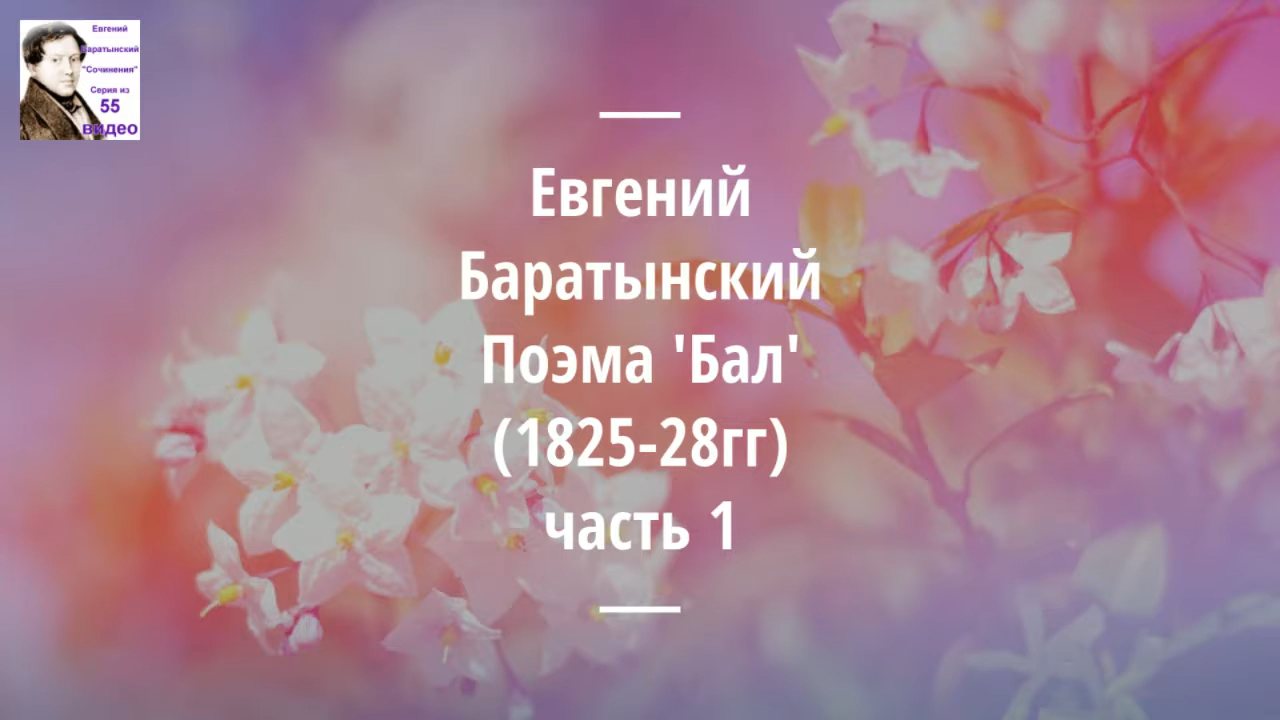 Евгений
Баратынский
"Сочинения"
Серия из
55
видео
Евгений
Баратынский
Поэма 'Бал'
(1825-28гг)
часть 1